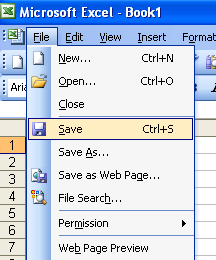 Microsoft Excel - Book1
File Edit View Insert
New... Ctrl+N
Open... Ctrl+O
Close
Save Ctrl+S
Save As...
Save as Web Page...
File Search...
Permission
Web Page Preview
1
2
3
4
5
6
7